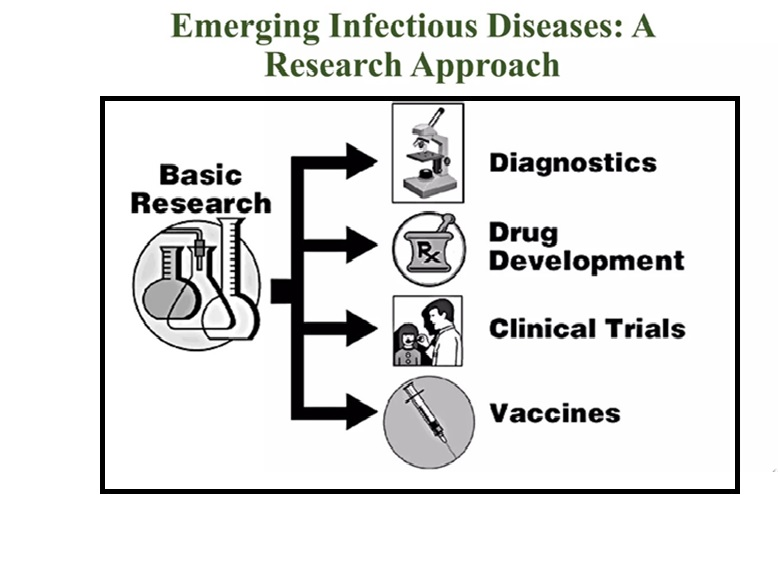 Emerging Infectious Diseases: A
Research Approach
Basic
Research
Diagnostics
Rx
Drug
Development
Clinical Trials
Vaccines